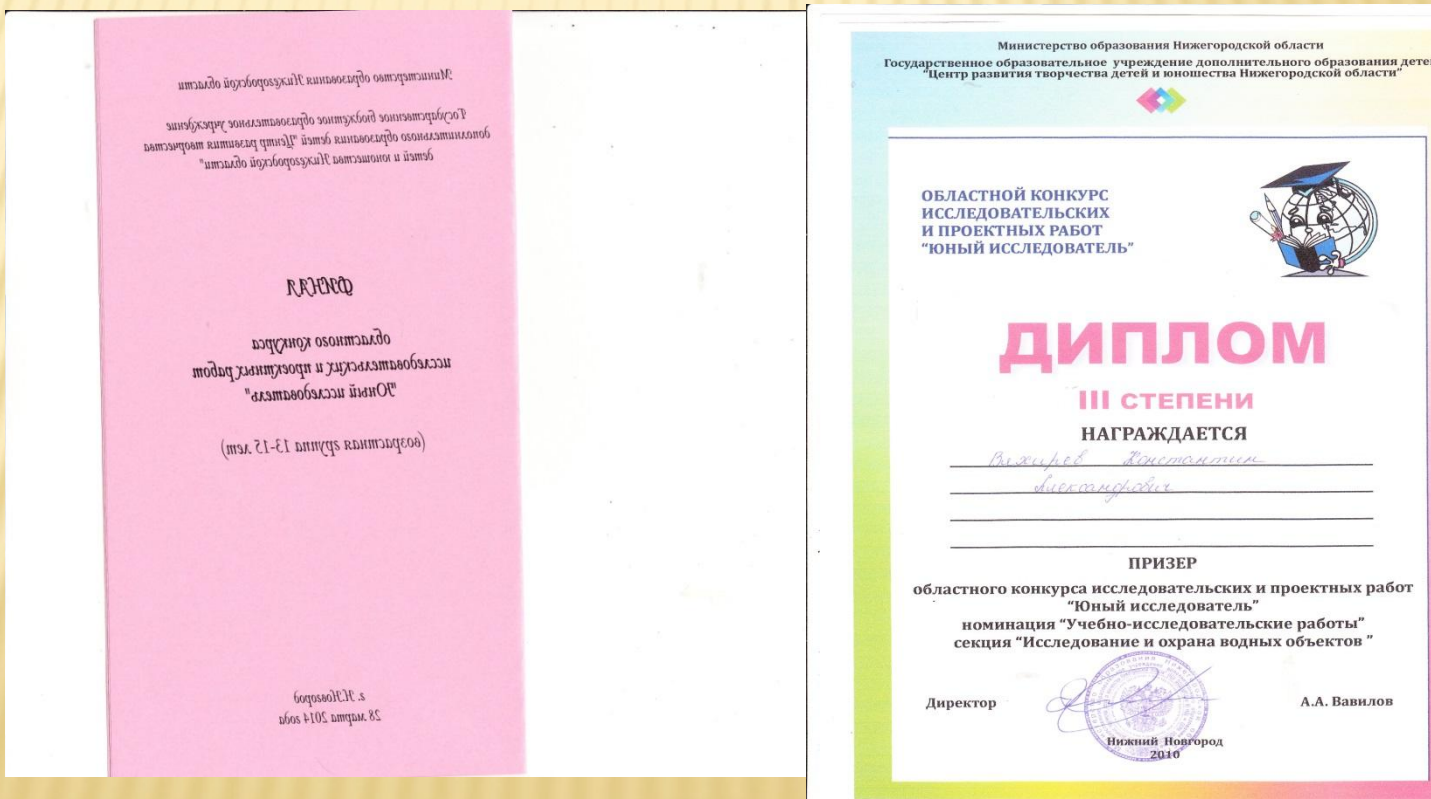 Министерство образования Нижегородской области
Государственное бюджетное образовательное учреждение
дополнительного образования детей "Центр развития творчества
детей и юношества Нижегородской области"
ФИНАЛ
областного конкурса
исследовательских и проектных работ
"Юный исследователь"
(возрастная группа 13-15 лет)
г. Н.Новгород
28 марта 2014 года
Министерство образования Нижегородской области
Государственное образовательное учреждение дополнительного образования дете
"Центр развития творчества детей и юношества Нижегородской области"
ОБЛАСТНОЙ КОНКУРС
ИССЛЕДОВАТЕЛЬСКИХ
И ПРОЕКТНЫХ РАБОТ
"ЮНЫЙ ИССЛЕДОВАТЕЛЬ"
ДИПЛОМ
III СТЕПЕНИ
НАГРАЖДАЕТСЯ
Вахирев Константин
Александрович
ПРИЗЕР
областного конкурса исследовательских и проектных работ
"Юный исследователь"
номинация "Учебно-исследовательские работы"
секция "Исследование и охрана водных объектов "
Директор
А.А. Вавилов
Нижний Новгород
2010